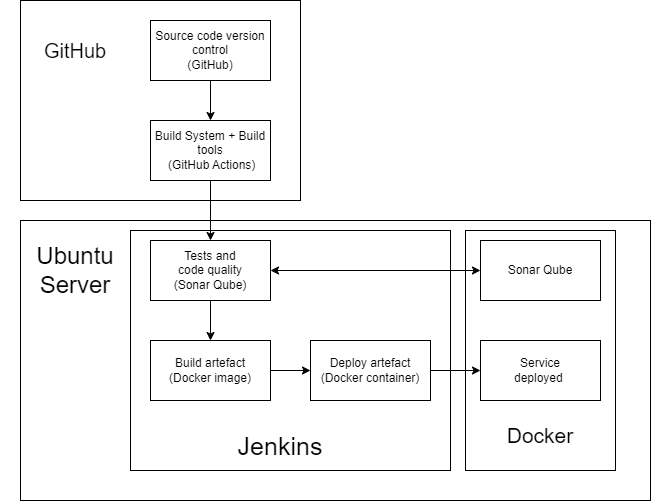 GitHub
Source code version
control
(GitHub)
Build System + Build
tools
(GitHub Actions)
Ubuntu
Server
Tests and
code quality
(Sonar Qube)
Sonar Qube
Build artefact
(Docker image)
Deploy artefact
(Docker container)
Service
deployed
Jenkins
Docker